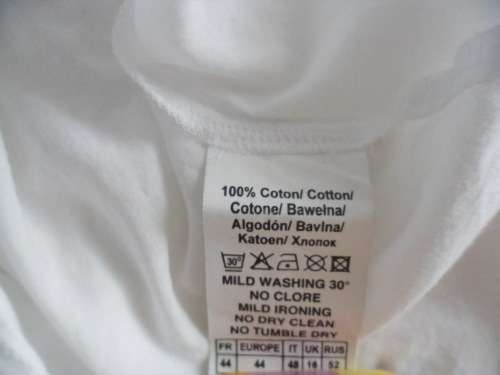 100% Coton/ Cotton/
Cotone/ Bawełna/
Algodón/ Bavlna/
Katoen/ Хлопок
30°
MILD WASHING 30°
NO CLORE
MILD IRONING
NO DRY CLEAN
NO TUMBLE DRY
FR EUROPE IT UK RUS
44 44 48 16 52